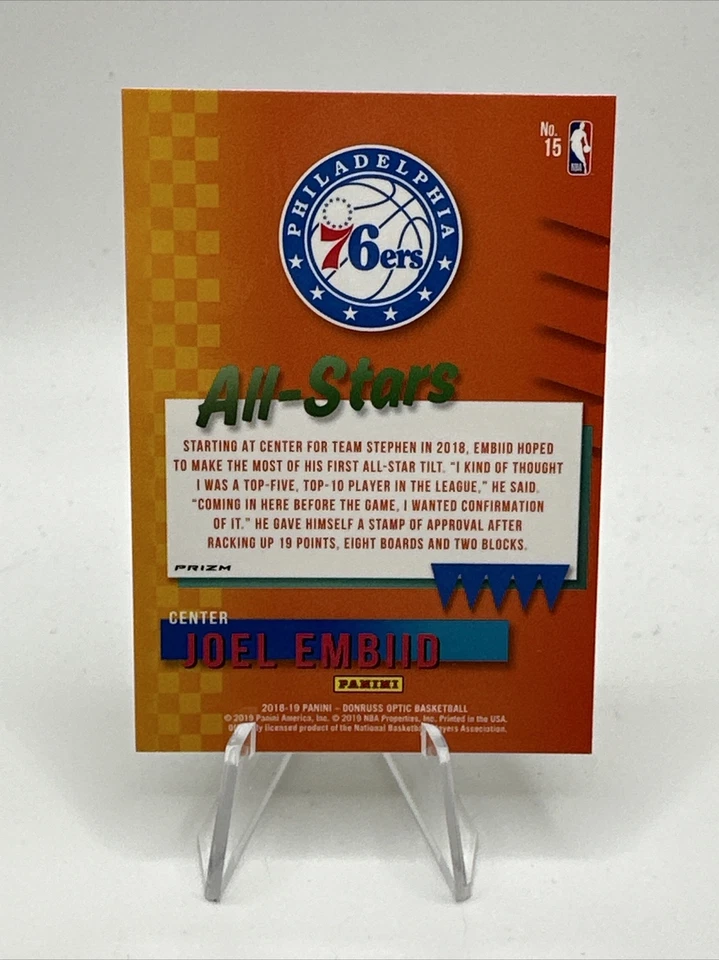 No.
15
NBA
PHILADELPHIA
76ers
All-Stars
STARTING AT CENTER FOR TEAM STEPHEN IN 2018, EMBIID HOPED
TO MAKE THE MOST OF HIS FIRST ALL-STAR TILT. "I KIND OF THOUGHT
I WAS A TOP-FIVE, TOP-10 PLAYER IN THE LEAGUE," HE SAID.
"COMING IN HERE BEFORE THE GAME, I WANTED CONFIRMATION
OF IT." HE GAVE HIMSELF A STAMP OF APPROVAL AFTER
RACKING UP 19 POINTS, EIGHT BOARDS AND TWO BLOCKS.
PRIZM
CENTER
JOEL EMBIID
PANINI
2018-19 PANINI – DONRUSS OPTIC BASKETBALL
© 2019 Panini America, Inc. © 2019 NBA Properties, Inc. Printed in the USA.
licensed product of the National Basketball Association.